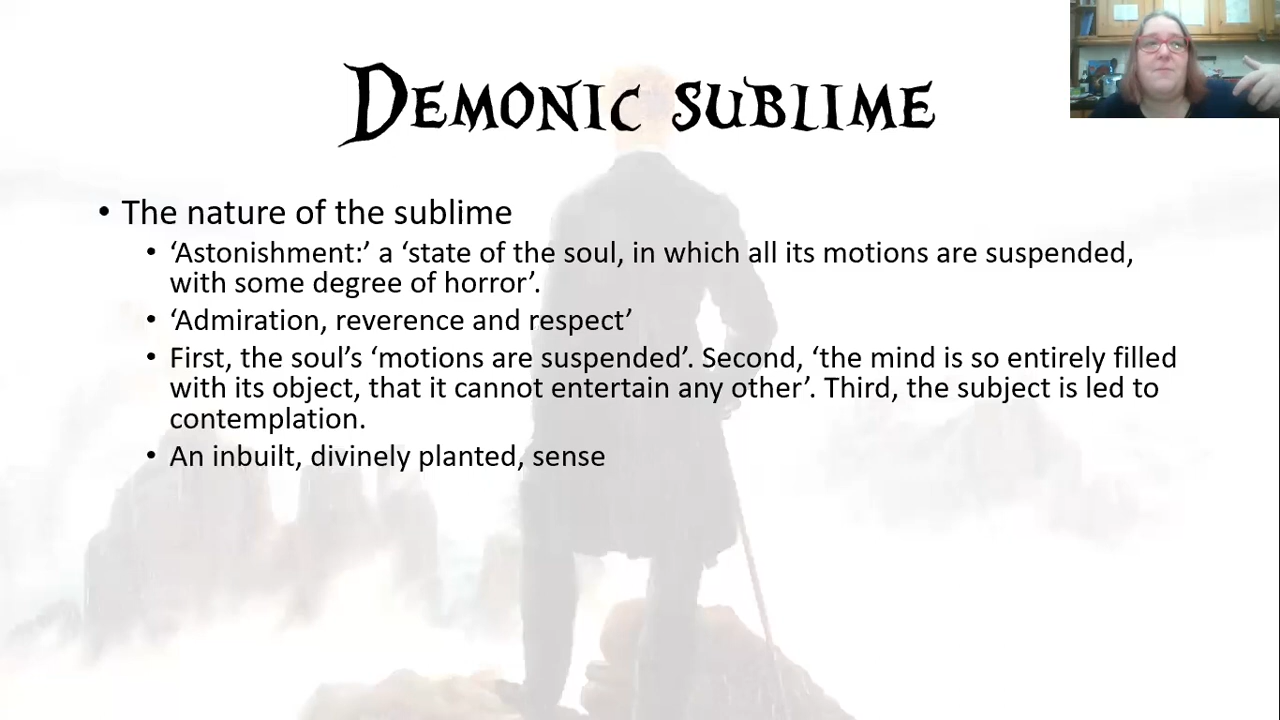 Demonic sublime
• The nature of the sublime
• ‘Astonishment:’ a ‘state of the soul, in which all its motions are suspended,
with some degree of horror’.
• ‘Admiration, reverence and respect’
• First, the soul’s ‘motions are suspended’. Second, ‘the mind is so entirely filled
with its object, that it cannot entertain any other’. Third, the subject is led to
contemplation.
• An inbuilt, divinely planted, sense